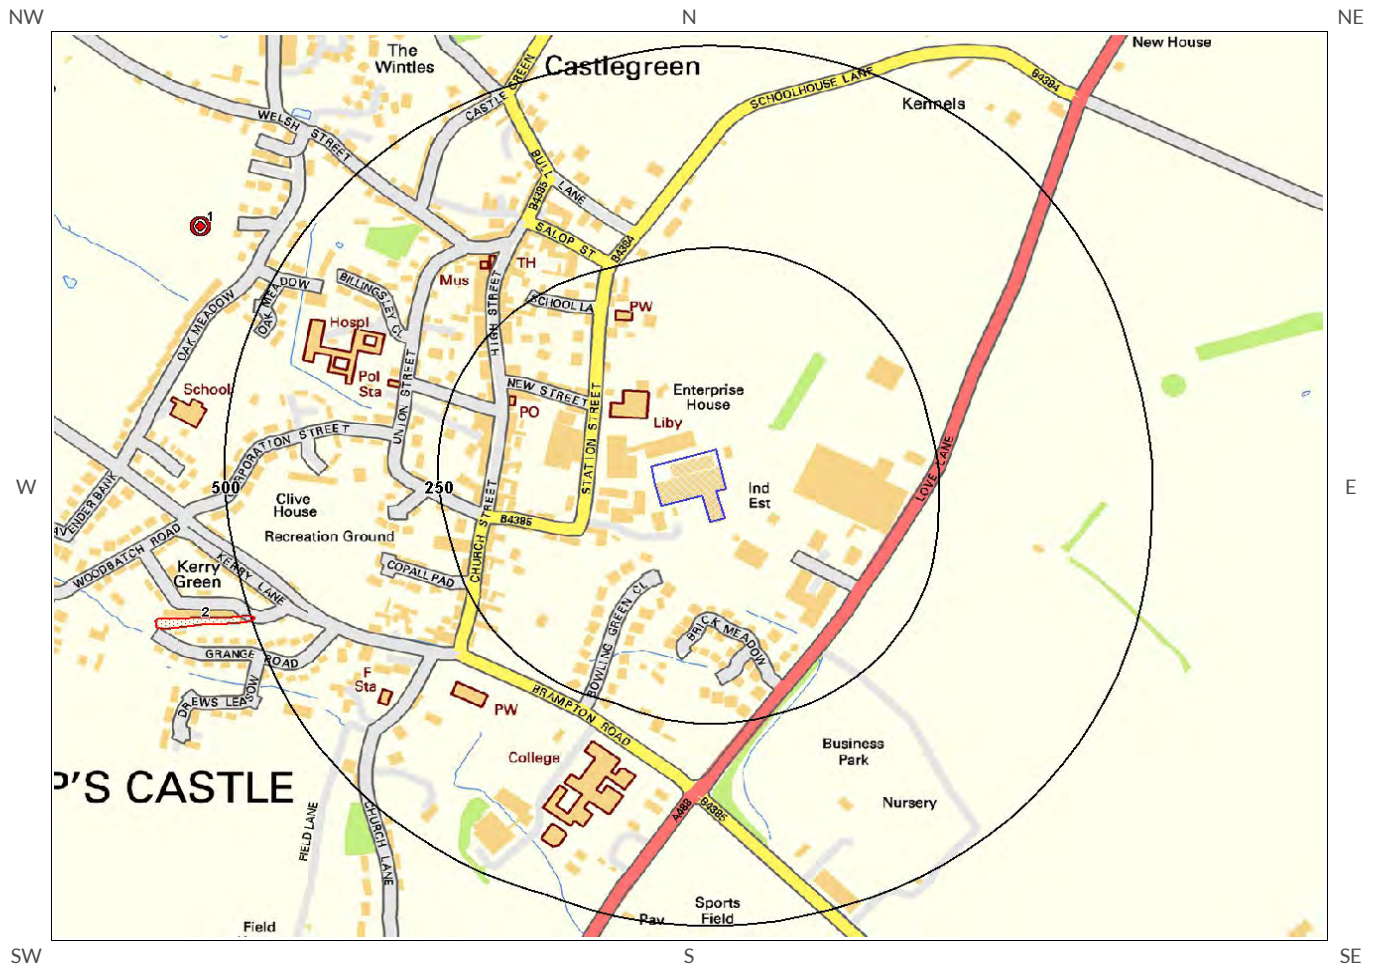 NW
N
NE
The
Wintles
Castlegreen
New House
CASTLE GREEN
SCHOOLHOUSE LANE
B4384
Kennels
WELSH STREET
BULL LANE
B4385
1
SALOP ST
B4384
TH
Mus
OAK MEADOW
BILLINGSLEY CL
SCHOOL LA
PW
OAK MEADOW
HIGH STREET
Hospl
Pol
Sta
School
UNION STREET
NEW STREET
PO
STATION STREET
Enterprise
House
Liby
CORPORATION STREET
LOVE LANE
W
500
250
Ind
Est
E
Clive
House
B4385
Recreation Ground
CHURCH STREET
COPALL PAD
WOODBATCH ROAD
KERRY LANE
Kerry
Green
BOWLING GREEN CL
BRICK MEADOW
2
GRANGE ROAD
F
Sta
DREWS LEASOW
PW
BRAMPTON ROAD
College
Business
Park
P'S CASTLE
Nursery
A488
B4385
FIELD LANE
CHURCH LANE
Sports
Field
Pav
Field
SW
S
SE